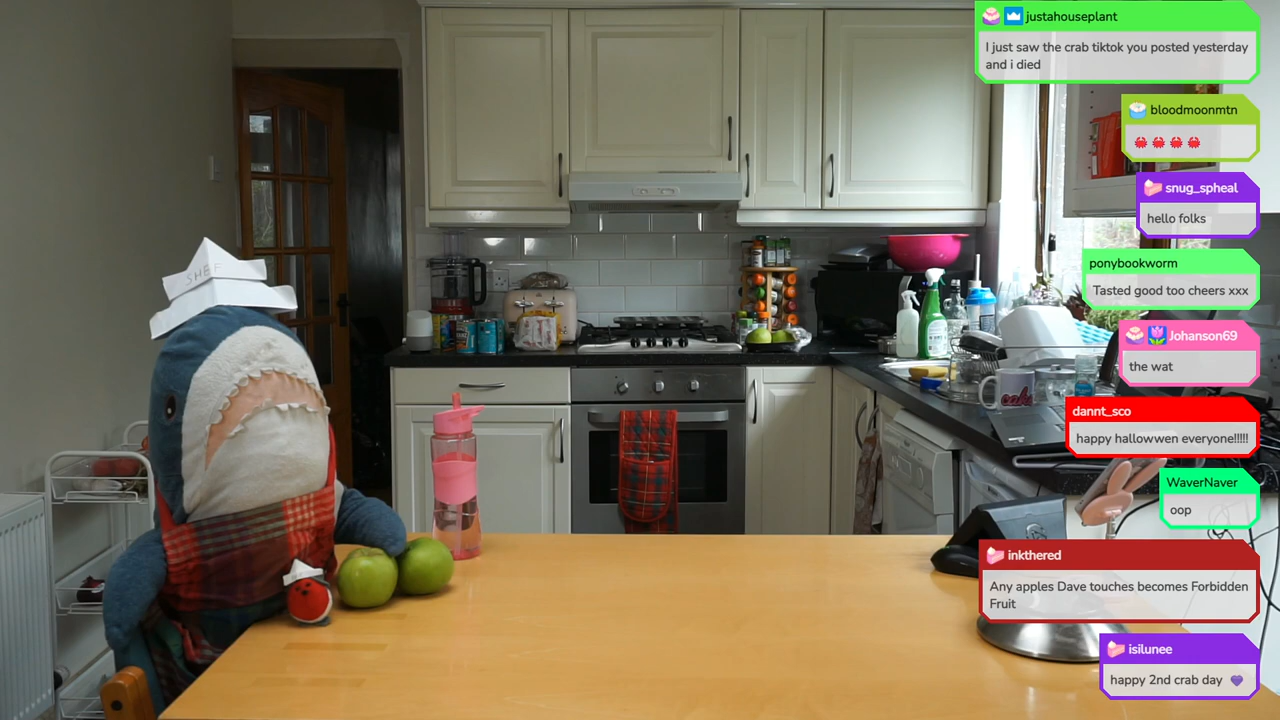 justahouseplant
I just saw the crab tiktok you posted yesterday
and i died
bloodmoonmtn
snug_spheal
hello folks
ponybookworm
Tasted good too cheers xxx
Johanson69
the wat
dannt_sco
happy hallowwen everyone!!!!!
WaverNaver
oop
inkthered
Any apples Dave touches becomes Forbidden
Fruit
isilunee
happy 2nd crab day
SHEF
cake